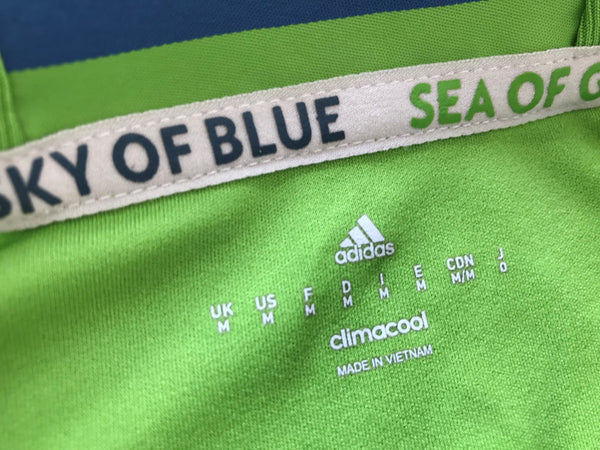 SKY OF BLUE SEA OF G
adidas
UK US F D I E CDN J
M M M M M M M/M O
climacool
MADE IN VIETNAM